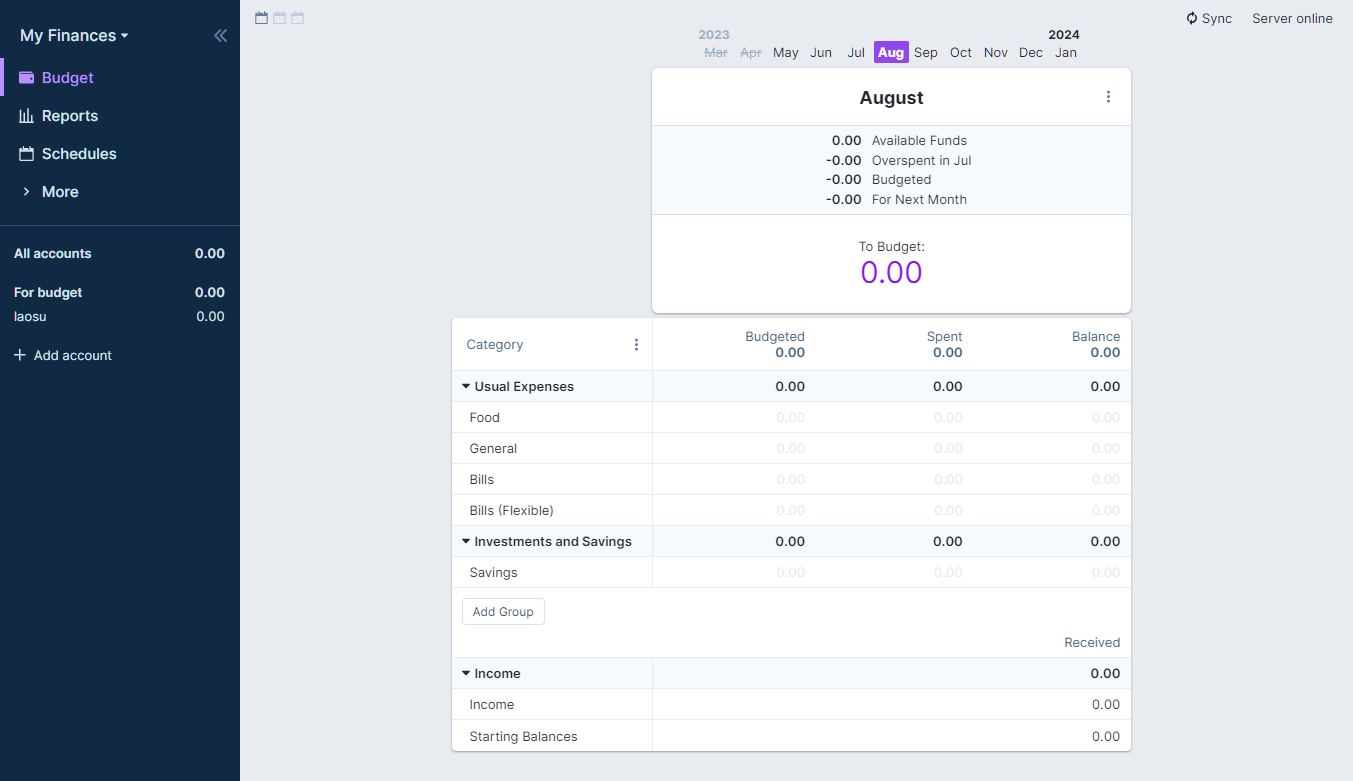 My Finances
Budget
Reports
Schedules
More
All accounts 0.00
For budget 0.00
laosu 0.00
Add account
Sync Server online
2023 2024
Mar Apr May Jun Jul Aug Sep Oct Nov Dec Jan
August
0.00 Available Funds
-0.00 Overspent in Jul
-0.00 Budgeted
-0.00 For Next Month
To Budget:
0.00
Category Budgeted Spent Balance
0.00 0.00 0.00
Usual Expenses 0.00 0.00 0.00
Food 0.00 0.00 0.00
General 0.00 0.00 0.00
Bills 0.00 0.00 0.00
Bills (Flexible) 0.00 0.00 0.00
Investments and Savings 0.00 0.00 0.00
Savings 0.00 0.00 0.00
Add Group
Received
Income 0.00
Income 0.00
Starting Balances 0.00